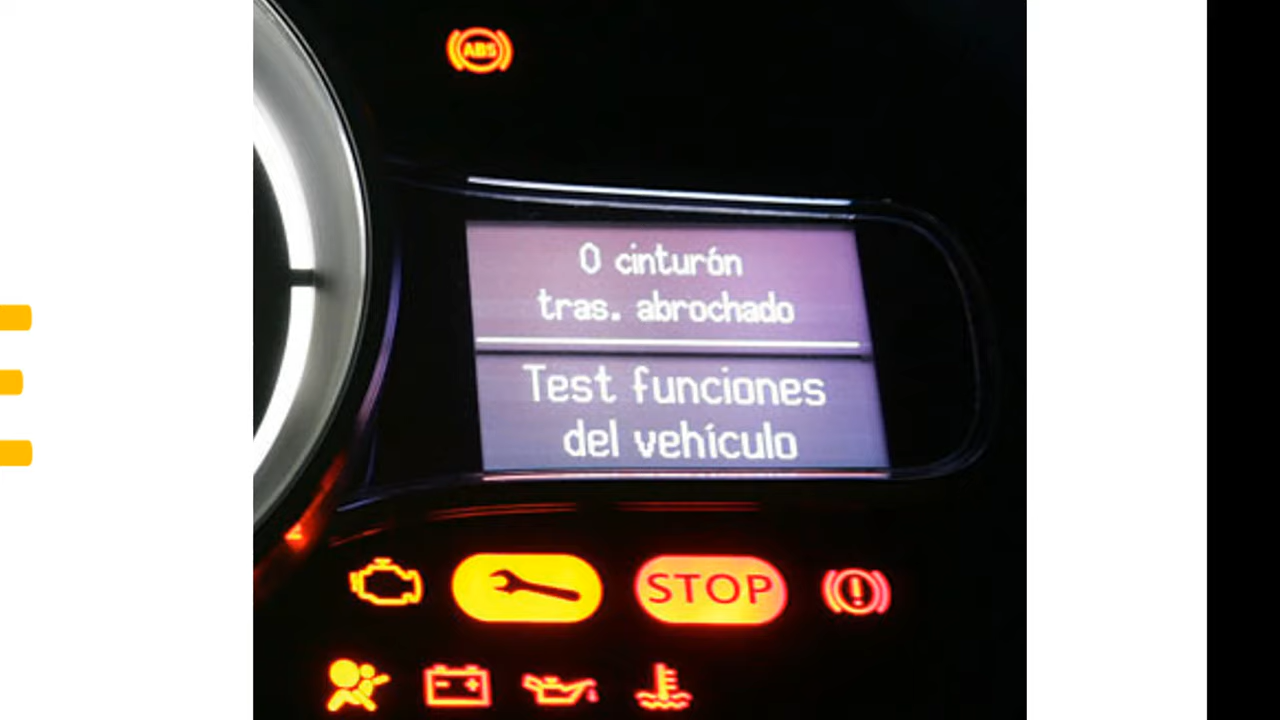 ABS
0 cinturón
tras. abrochado
Test funciones
del vehículo
STOP